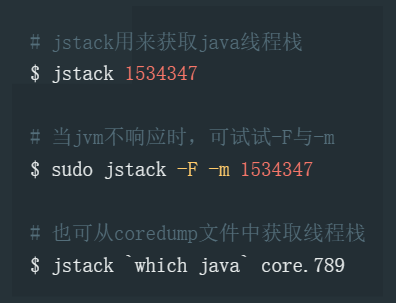 # jstack用来获取java线程栈
$ jstack 1534347
# 当jvm不响应时，可试试-F与-m
$ sudo jstack -F -m 1534347
# 也可从coredump文件中获取线程栈
$ jstack `which java` core.789